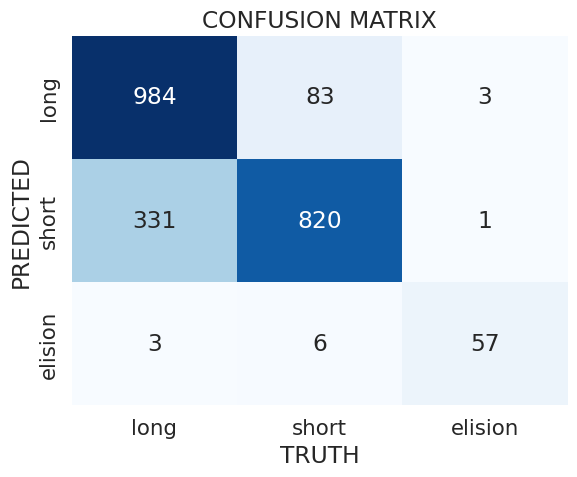 CONFUSION MATRIX
PREDICTED
long 984 83 3
short 331 820 1
elision 3 6 57
long short elision
TRUTH